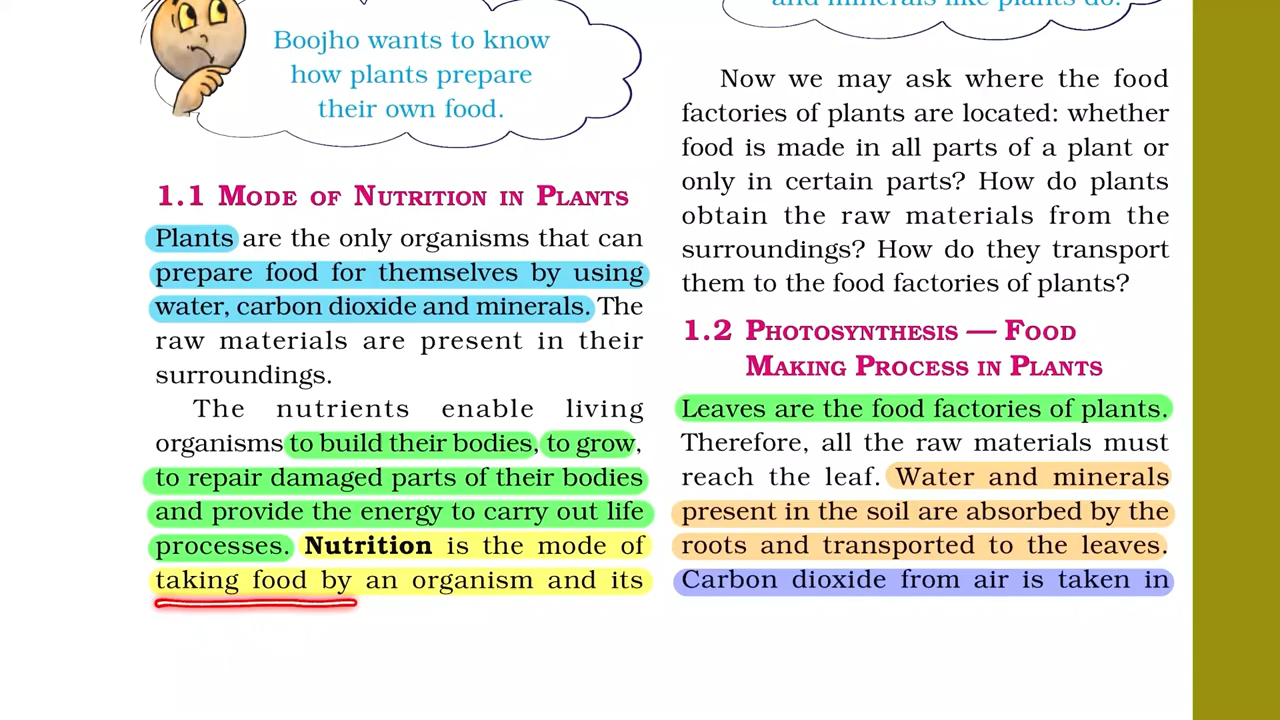 Boojho wants to know
how plants prepare
their own food.
1.1 MODE OF NUTRITION IN PLANTS
Plants are the only organisms that can
prepare food for themselves by using
water, carbon dioxide and minerals. The
raw materials are present in their
surroundings.
The nutrients enable living
organisms to build their bodies, to grow,
to repair damaged parts of their bodies
and provide the energy to carry out life
processes. Nutrition is the mode of
taking food by an organism and its
and minerals like plants do.
Now we may ask where the food
factories of plants are located: whether
food is made in all parts of a plant or
only in certain parts? How do plants
obtain the raw materials from the
surroundings? How do they transport
them to the food factories of plants?
1.2 PHOTOSYNTHESIS — FOOD
MAKING PROCESS IN PLANTS
Leaves are the food factories of plants.
Therefore, all the raw materials must
reach the leaf. Water and minerals
present in the soil are absorbed by the
roots and transported to the leaves.
Carbon dioxide from air is taken in